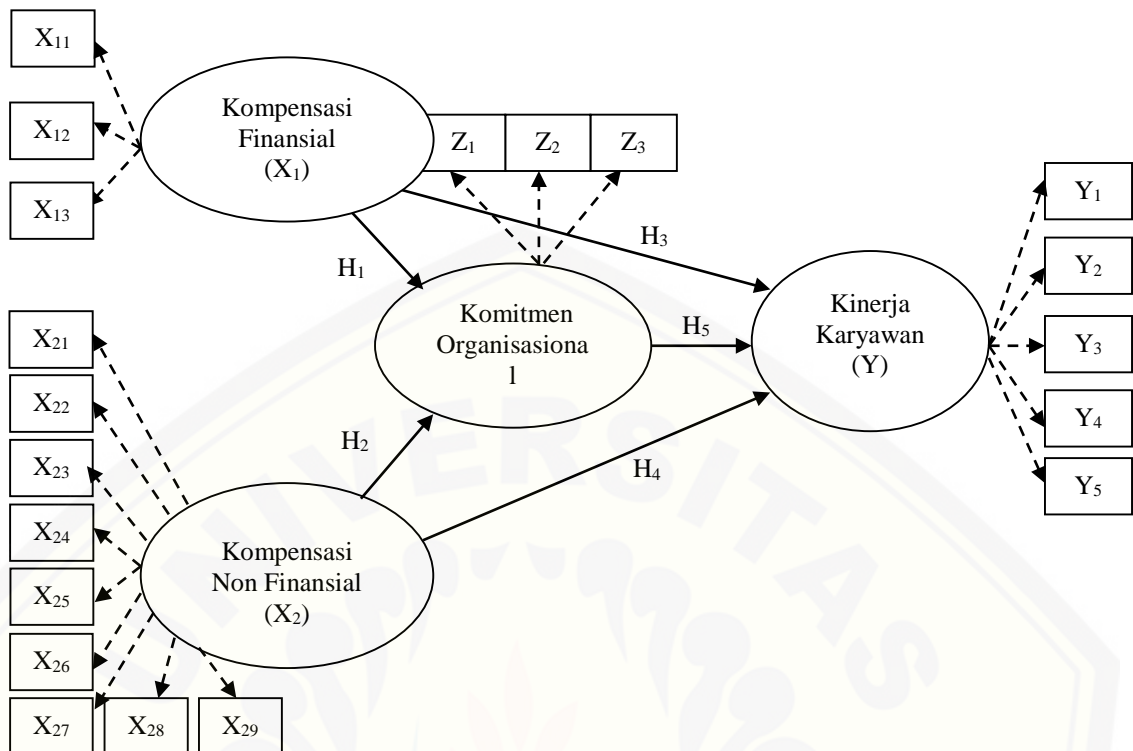 X₁₁
X₁₂
X₁₃
Kompensasi
Finansial
(X₁)
Z₁ Z₂ Z₃
H₁
H₃
Komitmen
Organisasiona
l
H₅
Kinerja
Karyawan
(Y)
Y₁
Y₂
Y₃
Y₄
Y₅
X₂₁
X₂₂
X₂₃
X₂₄
X₂₅
X₂₆
X₂₇ X₂₈ X₂₉
H₂
H₄
Kompensasi
Non Finansial
(X₂)
UNIVERSITAS